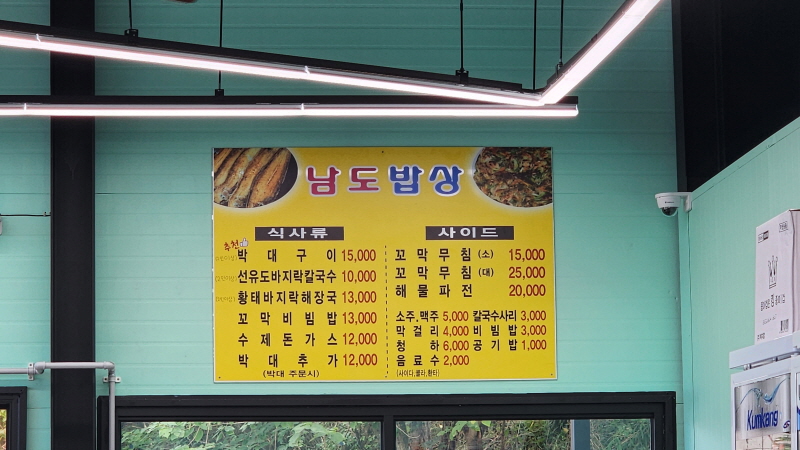 남도밥상
식사류
추천
박대구이 15,000
선유도바지락칼국수 10,000
황태바지락해장국 13,000
꼬막비빔밥 13,000
수제돈가스 12,000
박대추가 12,000
(박대 주문시)
사이드
꼬막무침 (소) 15,000
꼬막무침 (대) 25,000
해물파전 20,000
소주.맥주 5,000 칼국수사리 3,000
막걸리 4,000 비빔밥 3,000
청하 6,000 공기밥 1,000
음료수 2,000
(사이다,콜라,환타)
Kumkang